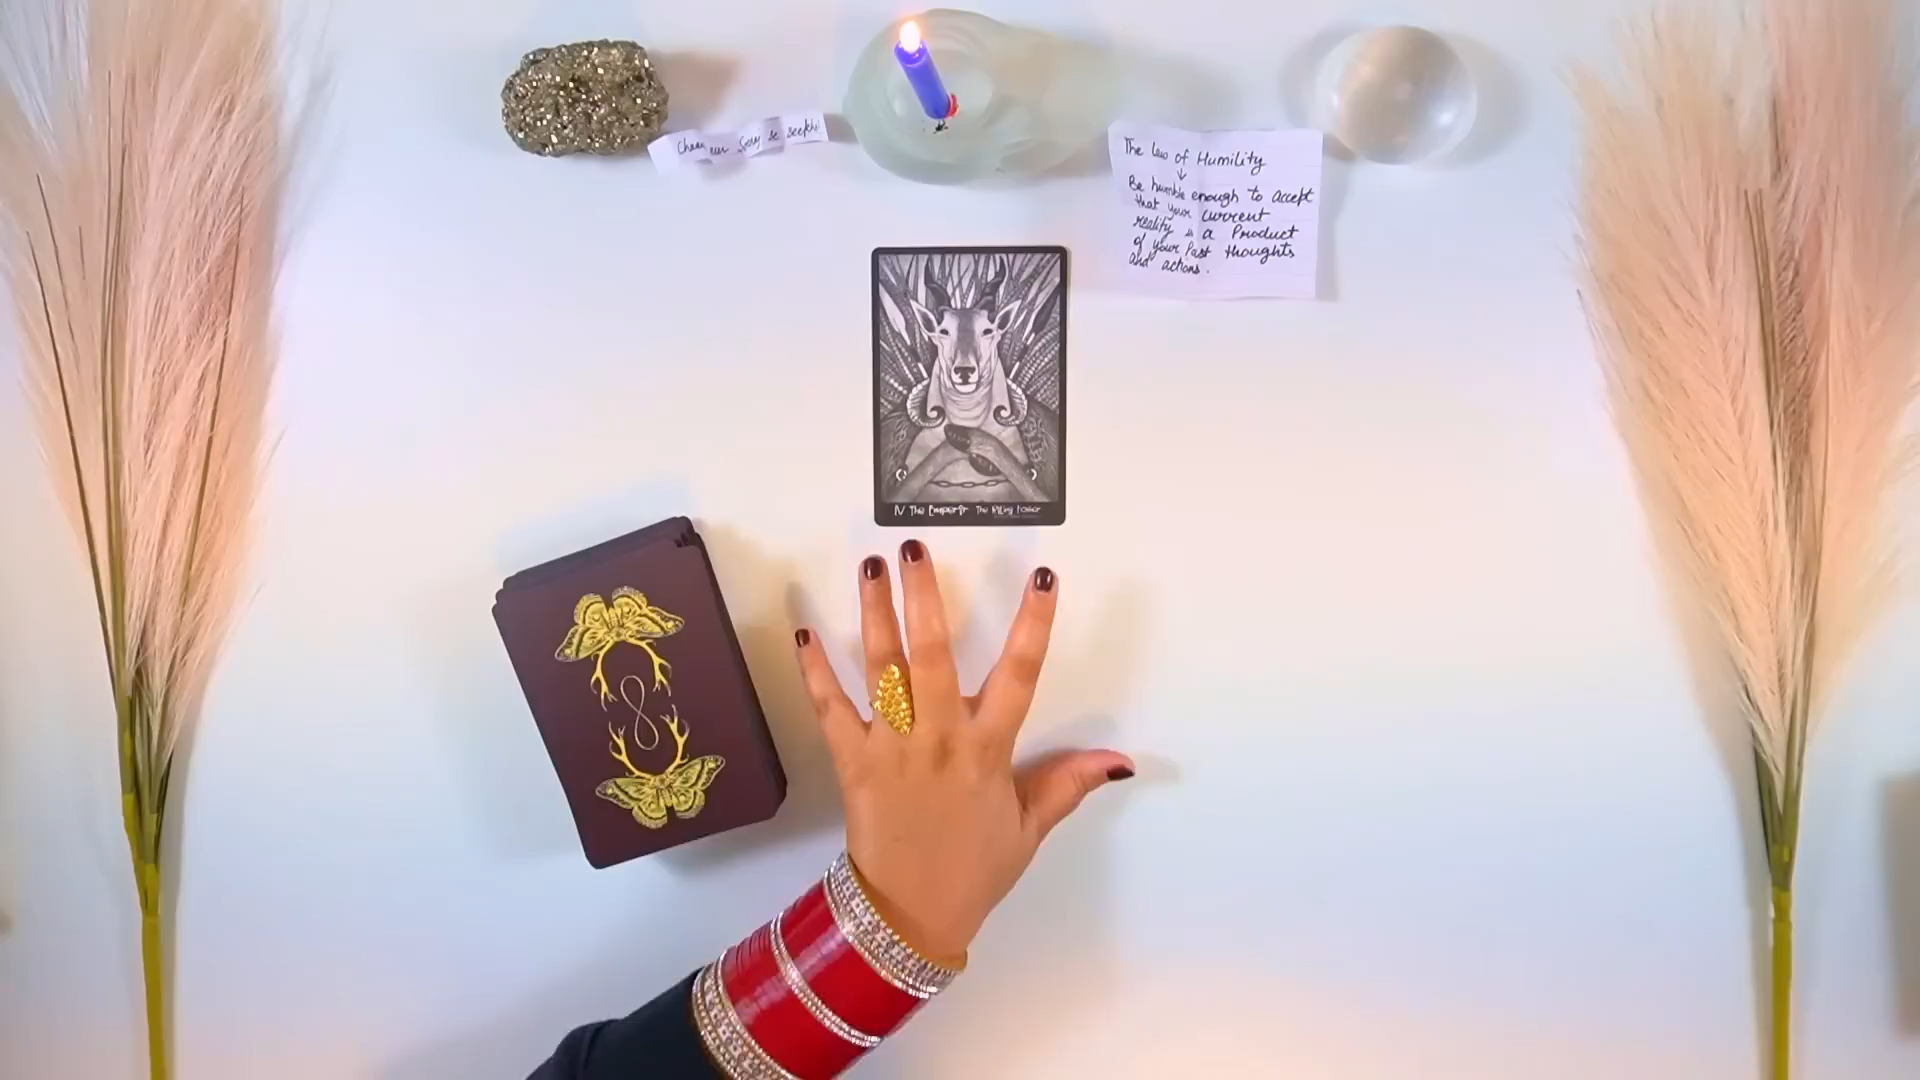 The Law of Humility
Be humble enough to accept
that your current
reality is a Product
of your Past thoughts
and actions.
IV The Emperor The